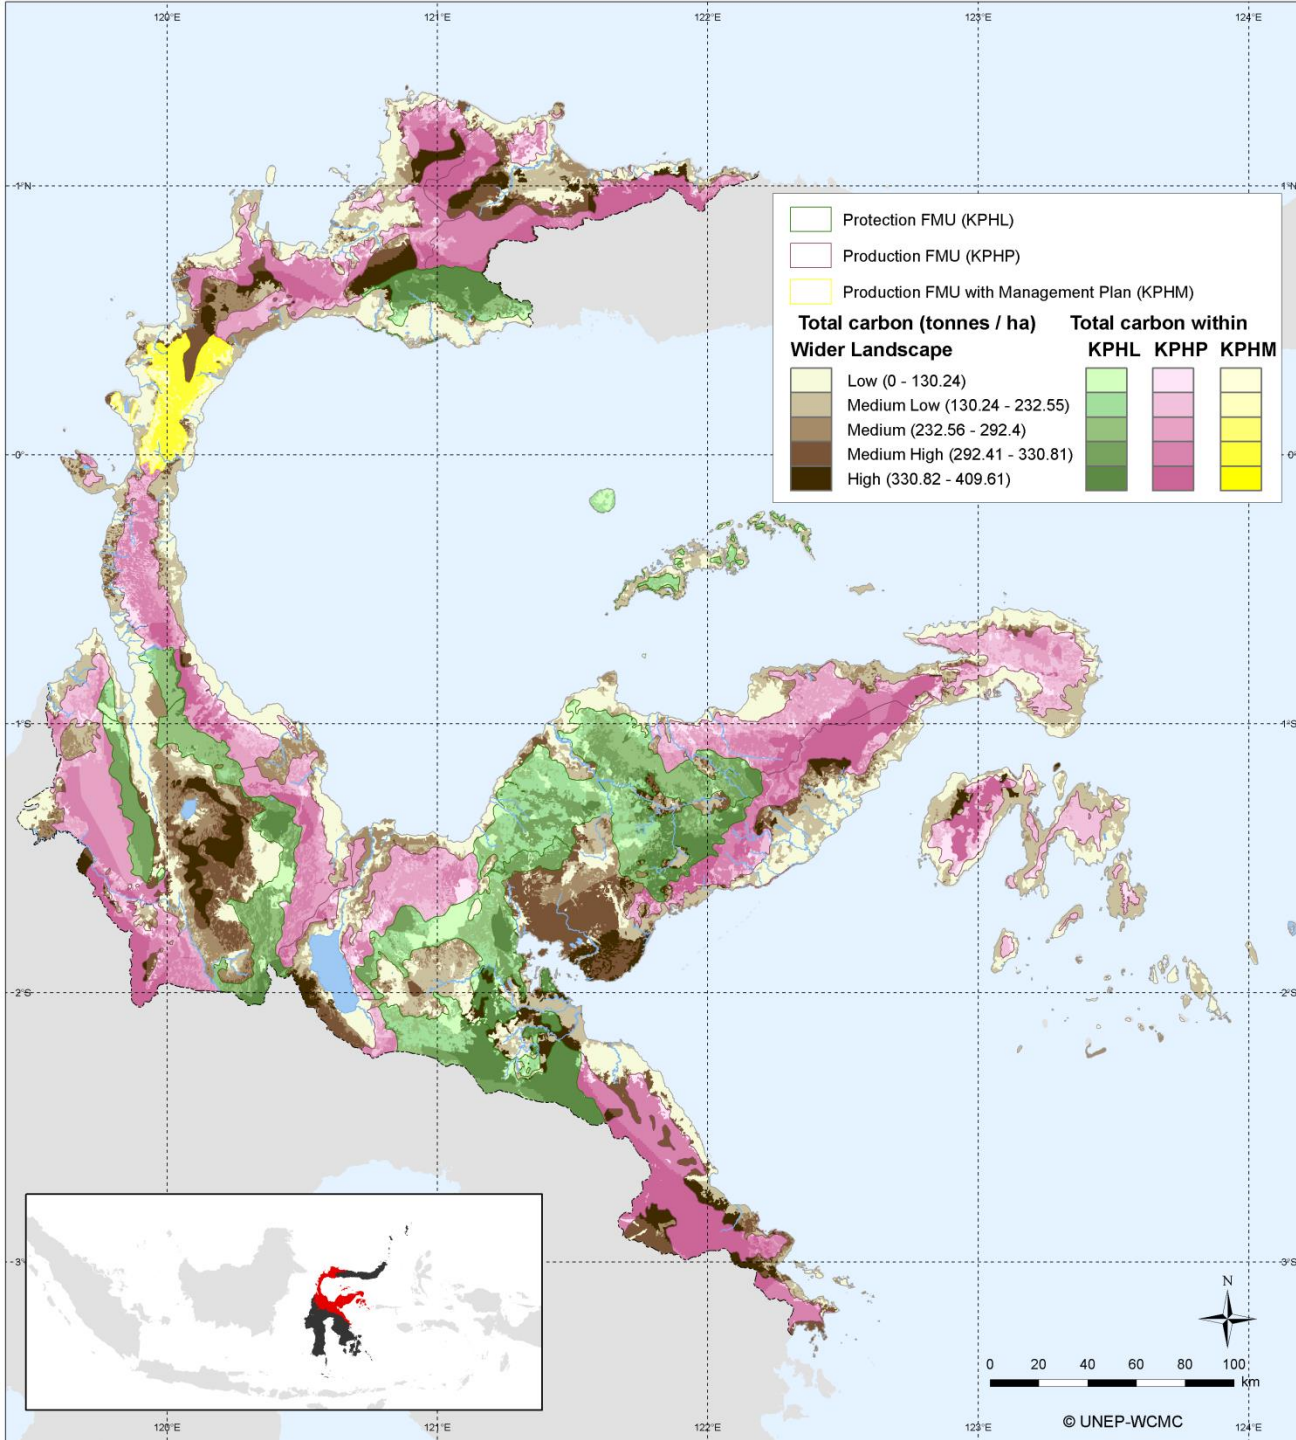 120°E 121°E 122°E 123°E 124°E
1°N 1°N
Protection FMU (KPHL)
Production FMU (KPHP)
Production FMU with Management Plan (KPHM)
Total carbon (tonnes / ha) Total carbon within
Wider Landscape KPHL KPHP KPHM
Low (0 - 130.24)
Medium Low (130.24 - 232.55)
Medium (232.56 - 292.4)
Medium High (292.41 - 330.81)
High (330.82 - 409.61)
0° 0°
1°S 1°S
2°S 2°S
3°S 3°S
N
0 20 40 60 80 100
km
© UNEP-WCMC
120°E 121°E 122°E 123°E 124°E